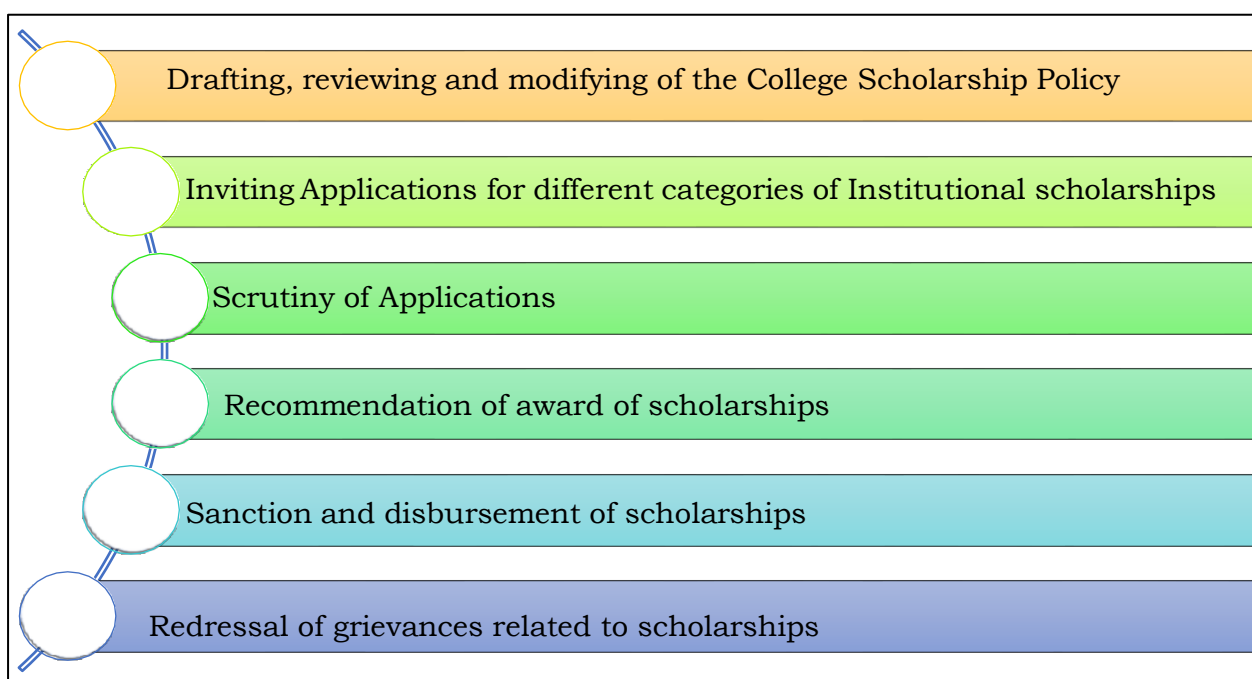 Drafting, reviewing and modifying of the College Scholarship Policy
Inviting Applications for different categories of Institutional scholarships
Scrutiny of Applications
Recommendation of award of scholarships
Sanction and disbursement of scholarships
Redressal of grievances related to scholarships